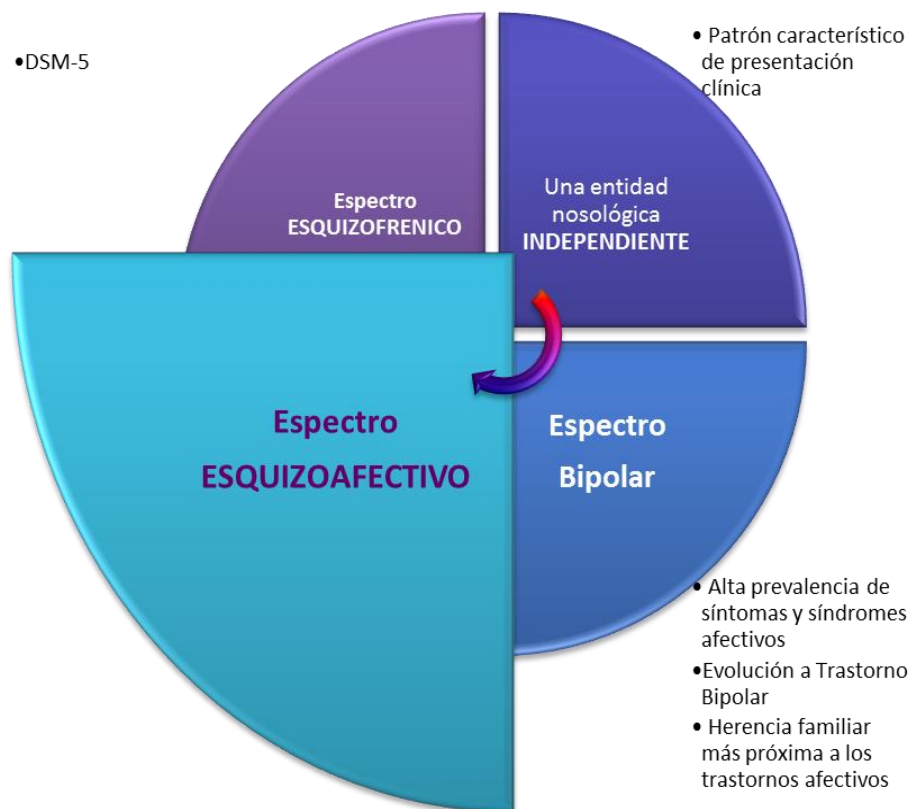 •DSM-5
• Patrón característico
de presentación
clínica
Espectro
ESQUIZOFRENICO
Una entidad
nosológica
INDEPENDIENTE
Espectro
ESQUIZOAFECTIVO
Espectro
Bipolar
• Alta prevalencia de
síntomas y síndromes
afectivos
•Evolución a Trastorno
Bipolar
• Herencia familiar
más próxima a los
trastornos afectivos